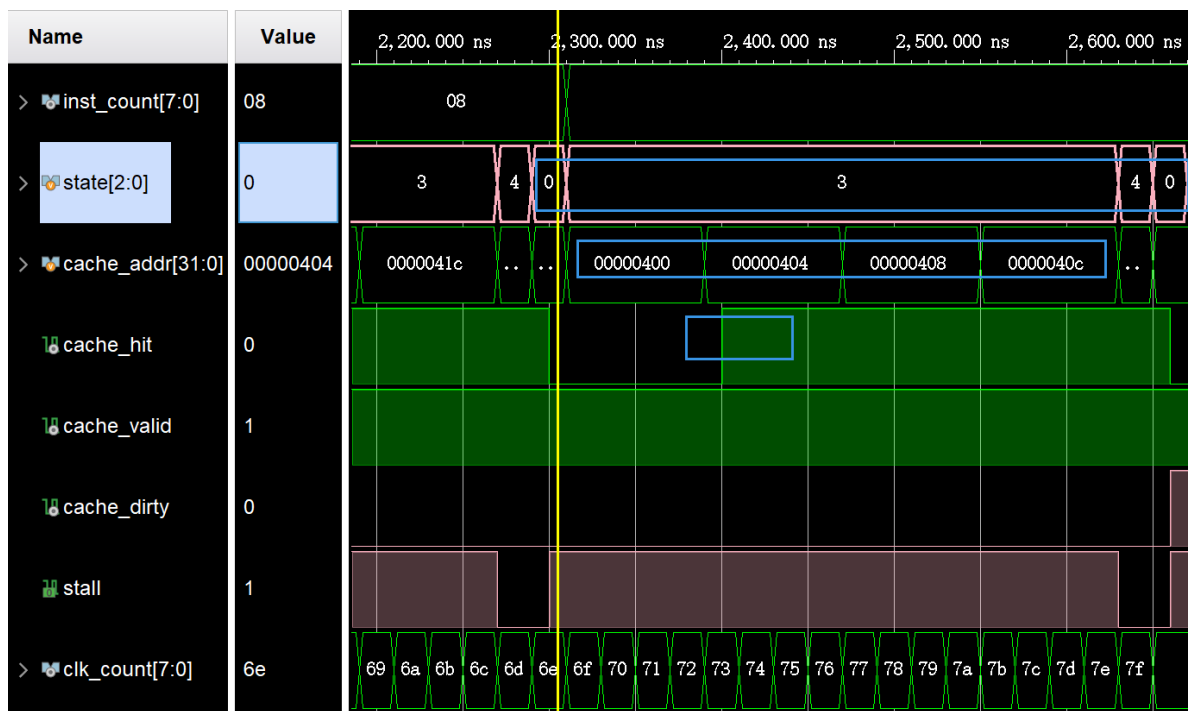 Name Value 2,200.000 ns 2,300.000 ns 2,400.000 ns 2,500.000 ns 2,600.000 ns
inst_count[7:0] 08 08
state[2:0] 0 3 4 0 3 4 0
cache_addr[31:0] 00000404 0000041c .. .. 00000400 00000404 00000408 0000040c ..
cache_hit 0
cache_valid 1
cache_dirty 0
stall 1
clk_count[7:0] 6e 69 6a 6b 6c 6d 6e 6f 70 71 72 73 74 75 76 77 78 79 7a 7b 7c 7d 7e 7f